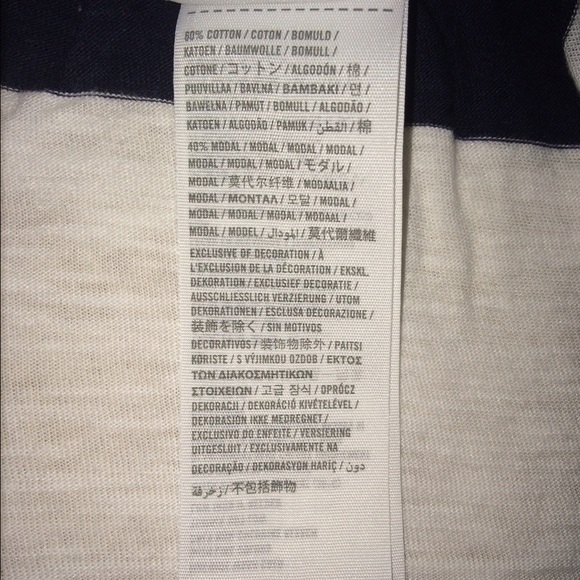 60% COTTON / COTON / BOMULD /
KATOEN / BAUMWOLLE / BOMULL /
COTONE / コットン / ALGODÓN / 棉 /
PUUVILLAA / BAVLNA / ΒΑΜΒΑΚΙ / 면 /
BAWEŁNA / PAMUT / BOMULL / ALGODÃO /
KATOEN / ALGODÃO / PAMUK / القطن / 棉
40% MODAL / MODAL / MODAL / MODAL /
MODAL / MODAL / MODAL / モダル /
MODAL / 莫代尔纤维 / MODAALIA /
MODAL / ΜΟΝΤΑΛ / 모달 / MODAL /
MODAL / MODAL / MODAL / MODAAL /
MODAL / MODEL / المودال / 莫代爾纖維
EXCLUSIVE OF DECORATION / À
L'EXCLUSION DE LA DÉCORATION / EKSKL.
DEKORATION / EXCLUSIEF DECORATIE /
AUSSCHLIESSLICH VERZIERUNG / UTOM
DEKORATIONEN / ESCLUSA DECORAZIONE /
装飾を除く / SIN MOTIVOS
DECORATIVOS / 装饰物除外 / PAITSI
KORISTE / S VÝJIMKOU OZDOB / ΕΚΤΟΣ
ΤΩΝ ΔΙΑΚΟΣΜΗΤΙΚΩΝ
ΣΤΟΙΧΕΙΩΝ / 고급 장식 / OPRÓCZ
DEKORACJI / DEKORÁCIÓ KIVÉTELÉVEL /
DEKORASJON IKKE MEDREGNET /
EXCLUSIVO DO ENFEITE / VERSIERING
UITGESLUIT / EXCLUSIVAMENTE NA
DECORAÇÃO / DEKORASYON HARİÇ / دون
زخرفة / 不包括飾物